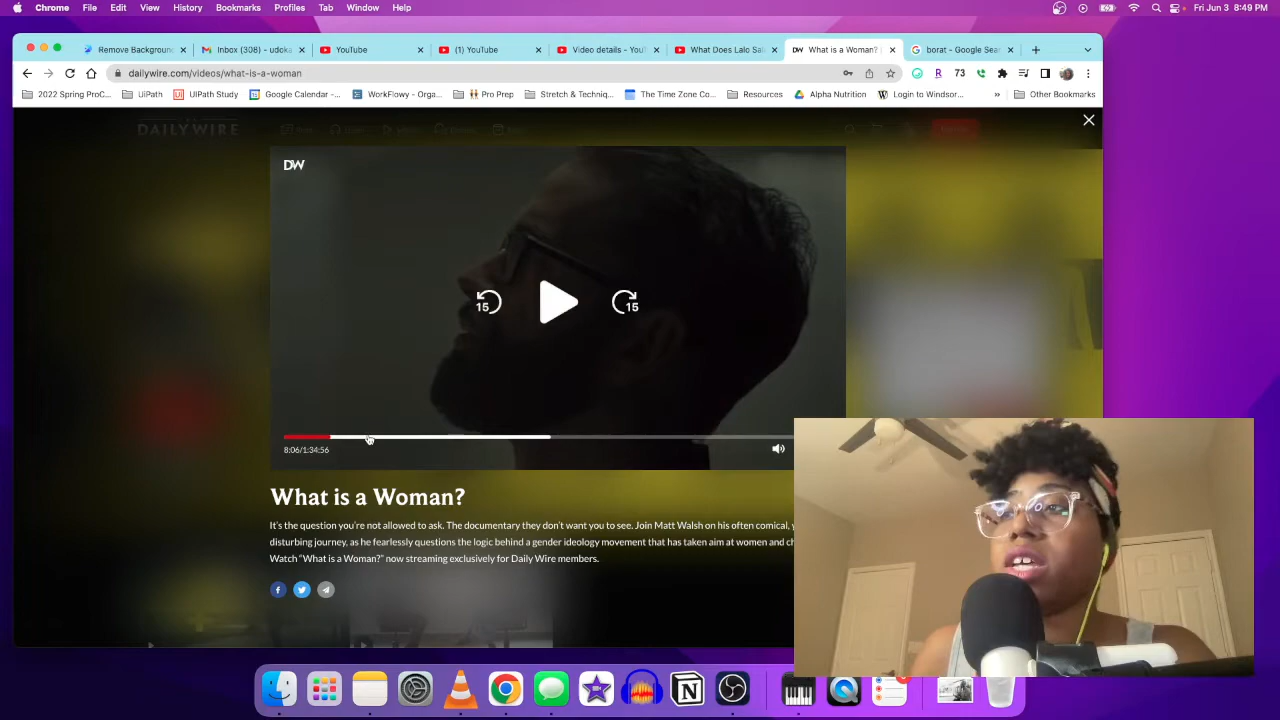 Chrome File Edit View History Bookmarks Profiles Tab Window Help Fri Jun 3 8:49 PM
Remove Background Inbox (308) - udoka YouTube (1) YouTube Video details - You What Does Lalo Sal What is a Woman? borat - Google Sea
dailywire.com/videos/what-is-a-woman 73
2022 Spring ProC... UiPath UIPath Study Google Calendar -... WorkFlowy - Orga... Pro Prep Stretch & Techniq... The Time Zone Co... Resources Alpha Nutrition Login to Windsor... » Other Bookmarks
DAILYWIRE
DW
15 15
8:06/1:34:56
What is a Woman?
It's the question you're not allowed to ask. The documentary they don't want you to see. Join Matt Walsh on his often comical,
disturbing journey, as he fearlessly questions the logic behind a gender ideology movement that has taken aim at women and ch
Watch "What is a Woman?" now streaming exclusively for Daily Wire members.